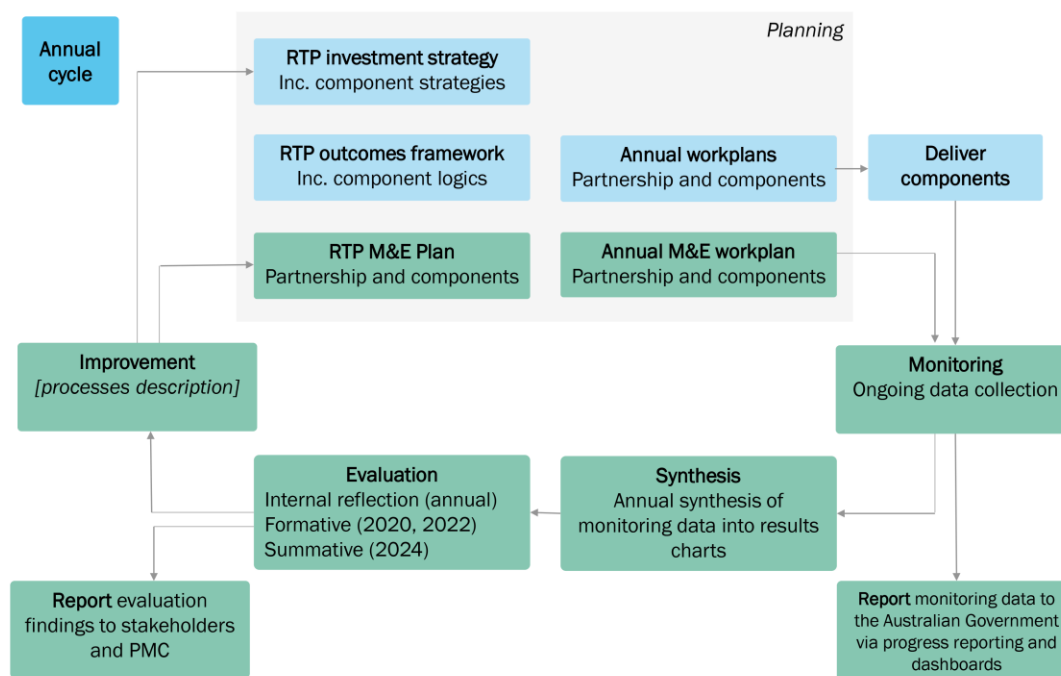 Annual
cycle
Planning
RTP investment strategy
Inc. component strategies
RTP outcomes framework
Inc. component logics
Annual workplans
Partnership and components
Deliver
components
RTP M&E Plan
Partnership and components
Annual M&E workplan
Partnership and components
Improvement
[processes description]
Monitoring
Ongoing data collection
Evaluation
Internal reflection (annual)
Formative (2020, 2022)
Summative (2024)
Synthesis
Annual synthesis of
monitoring data into results
charts
Report evaluation
findings to stakeholders
and PMC
Report monitoring data to
the Australian Government
via progress reporting and
dashboards